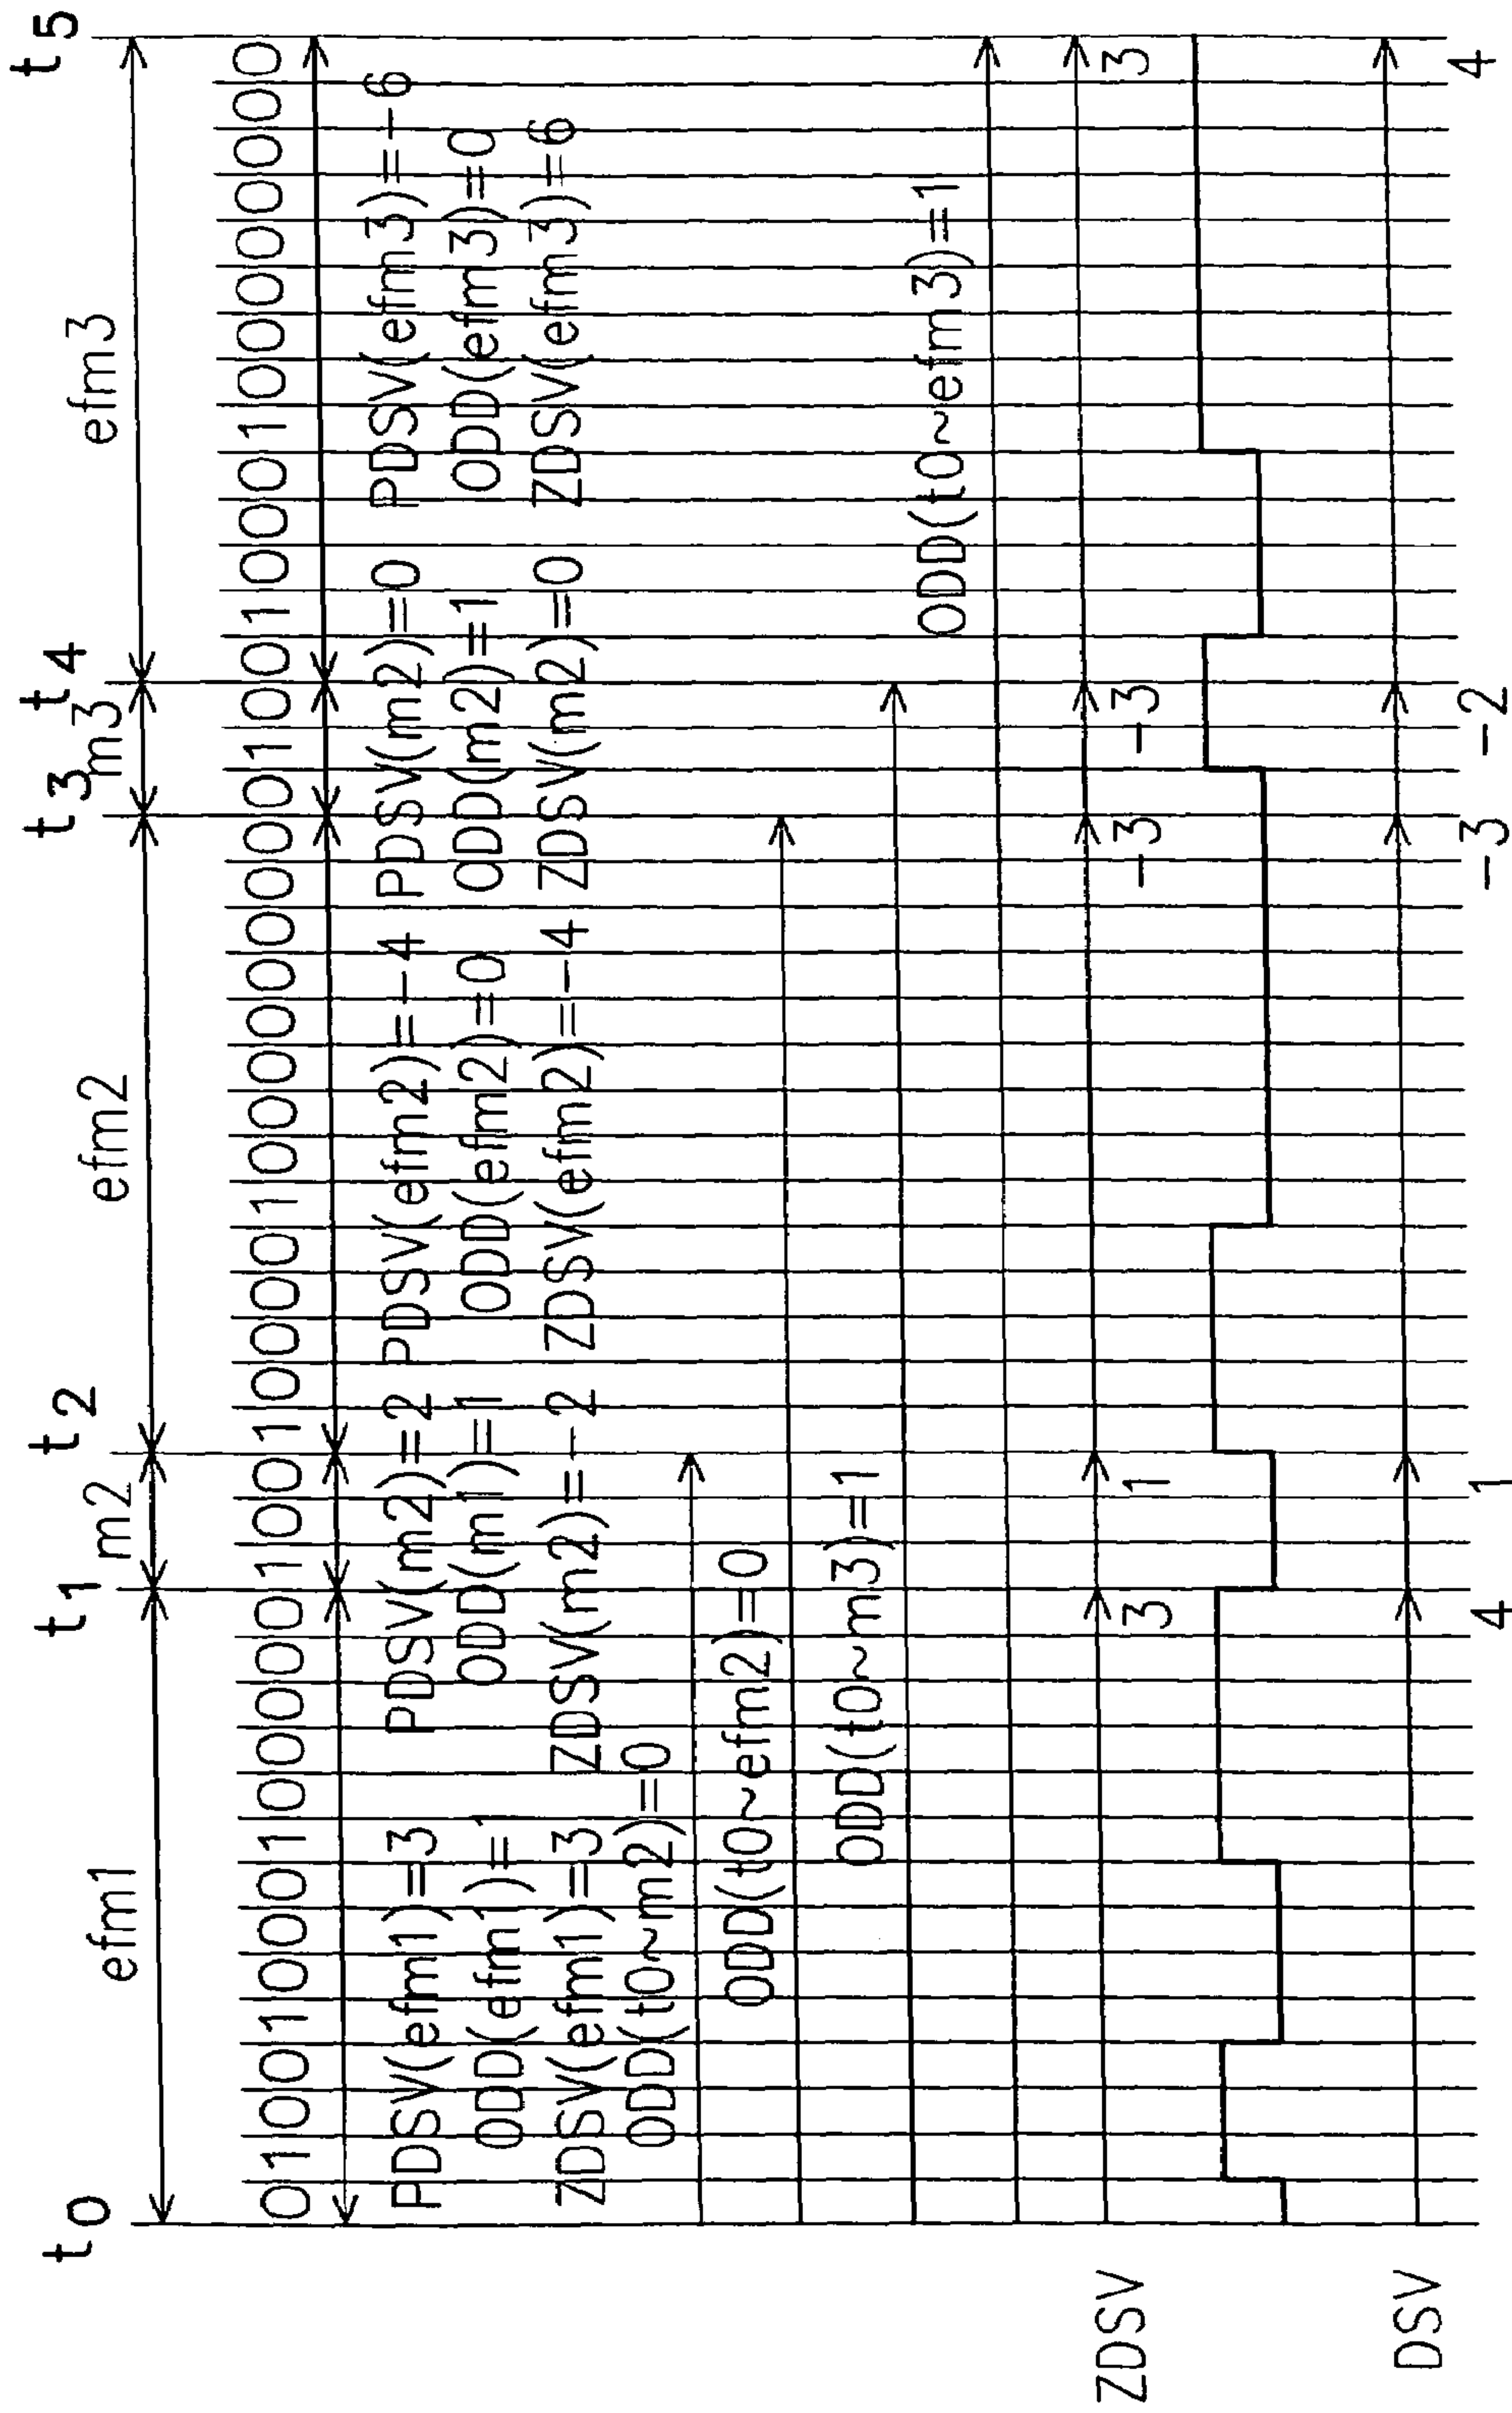 t0 t1 t2 t3 t4 t5
efm1 m2 efm2 m3 efm3
010010001000001001000010000000001001000100000000
PDSV(efm1)=3 PDSV(m2)=2 PDSV(efm2)=-4 PDSV(m2)=0 PDSV(efm3)=-6
ODD(efm1)=1 ODD(m1)=1 ODD(efm2)=0 ODD(m2)=1 ODD(efm3)=0
ZDSV(efm1)=3 ZDSV(m2)=-2 ZDSV(efm2)=-4 ZDSV(m2)=0 ZDSV(efm3)=6
ODD(t0~m2)=0
ODD(t0~efm2)=0
ODD(t0~m3)=1
ODD(t0~efm3)=1
ZDSV 3 1 -3 -3 3
DSV 4 1 -3 -2 4